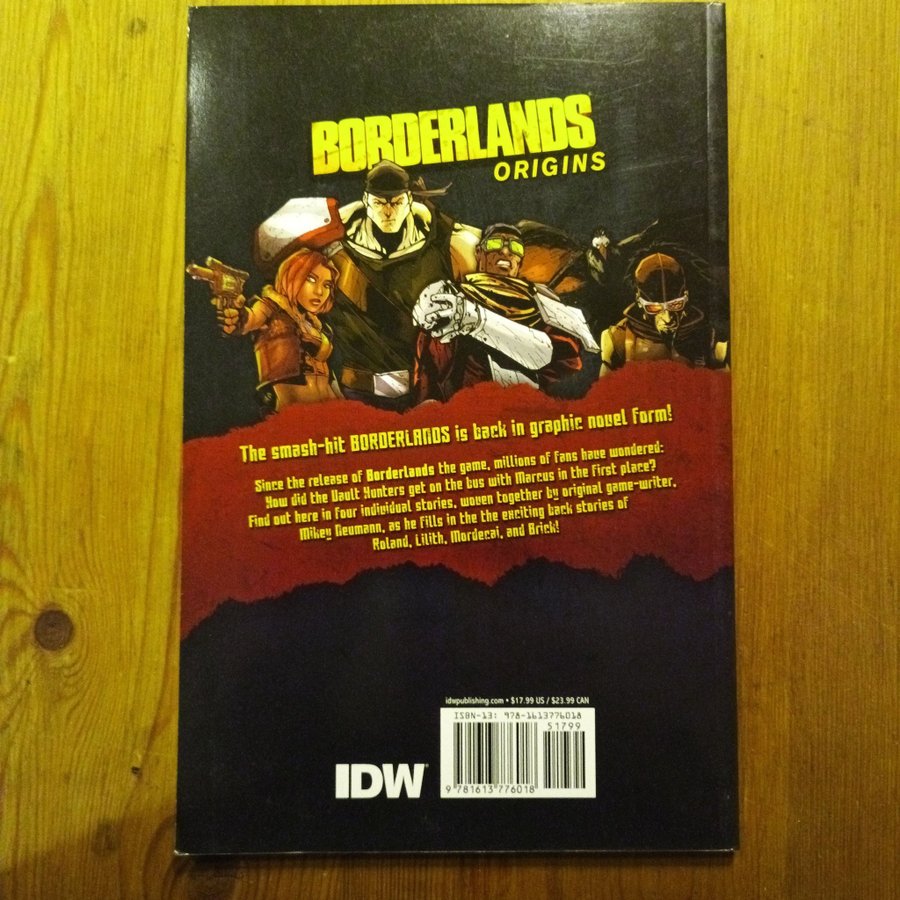 BORDERLANDS
ORIGINS
The smash-hit BORDERLANDS is back in graphic novel form!
Since the release of Borderlands the game, millions of fans have wondered:
How did the Vault Hunters get on the bus with Marcus in the first place?
Find out here in four individual stories, woven together by original game-writer,
Mikey Neumann, as he fills in the the exciting back stories of
Roland, Lilith, Mordecai, and Brick!
idwpublishing.com • $17.99 US / $23.99 CAN
ISBN-13: 978-1613776018
51799
IDW®
9 781613 776018